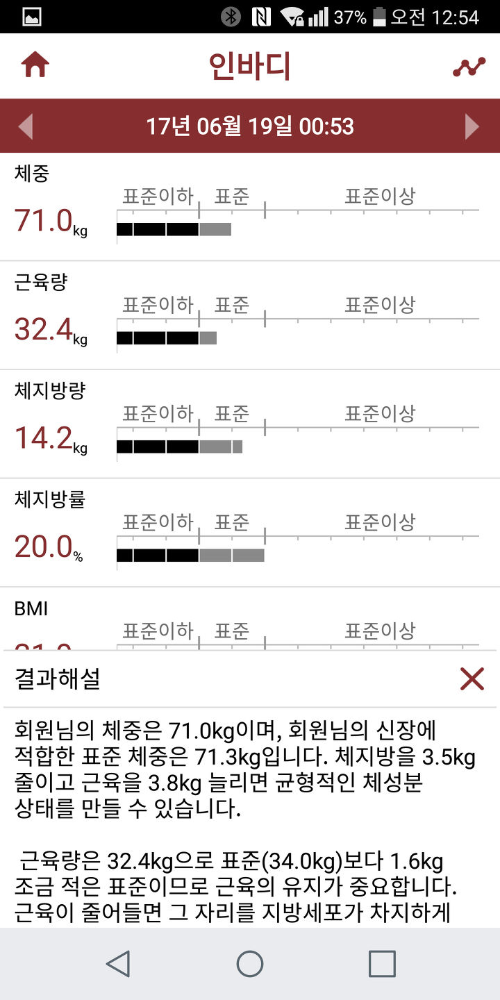 37% 오전 12:54
인바디
17년 06월 19일 00:53
체중
표준이하 표준 표준이상
71.0kg
근육량
표준이하 표준 표준이상
32.4kg
체지방량
표준이하 표준 표준이상
14.2kg
체지방률
표준이하 표준 표준이상
20.0%
BMI
표준이하 표준 표준이상
결과해설
회원님의 체중은 71.0kg이며, 회원님의 신장에
적합한 표준 체중은 71.3kg입니다. 체지방을 3.5kg
줄이고 근육을 3.8kg 늘리면 균형적인 체성분
상태를 만들 수 있습니다.
근육량은 32.4kg으로 표준(34.0kg)보다 1.6kg
조금 적은 표준이므로 근육의 유지가 중요합니다.
근육이 줄어들면 그 자리를 지방세포가 차지하게